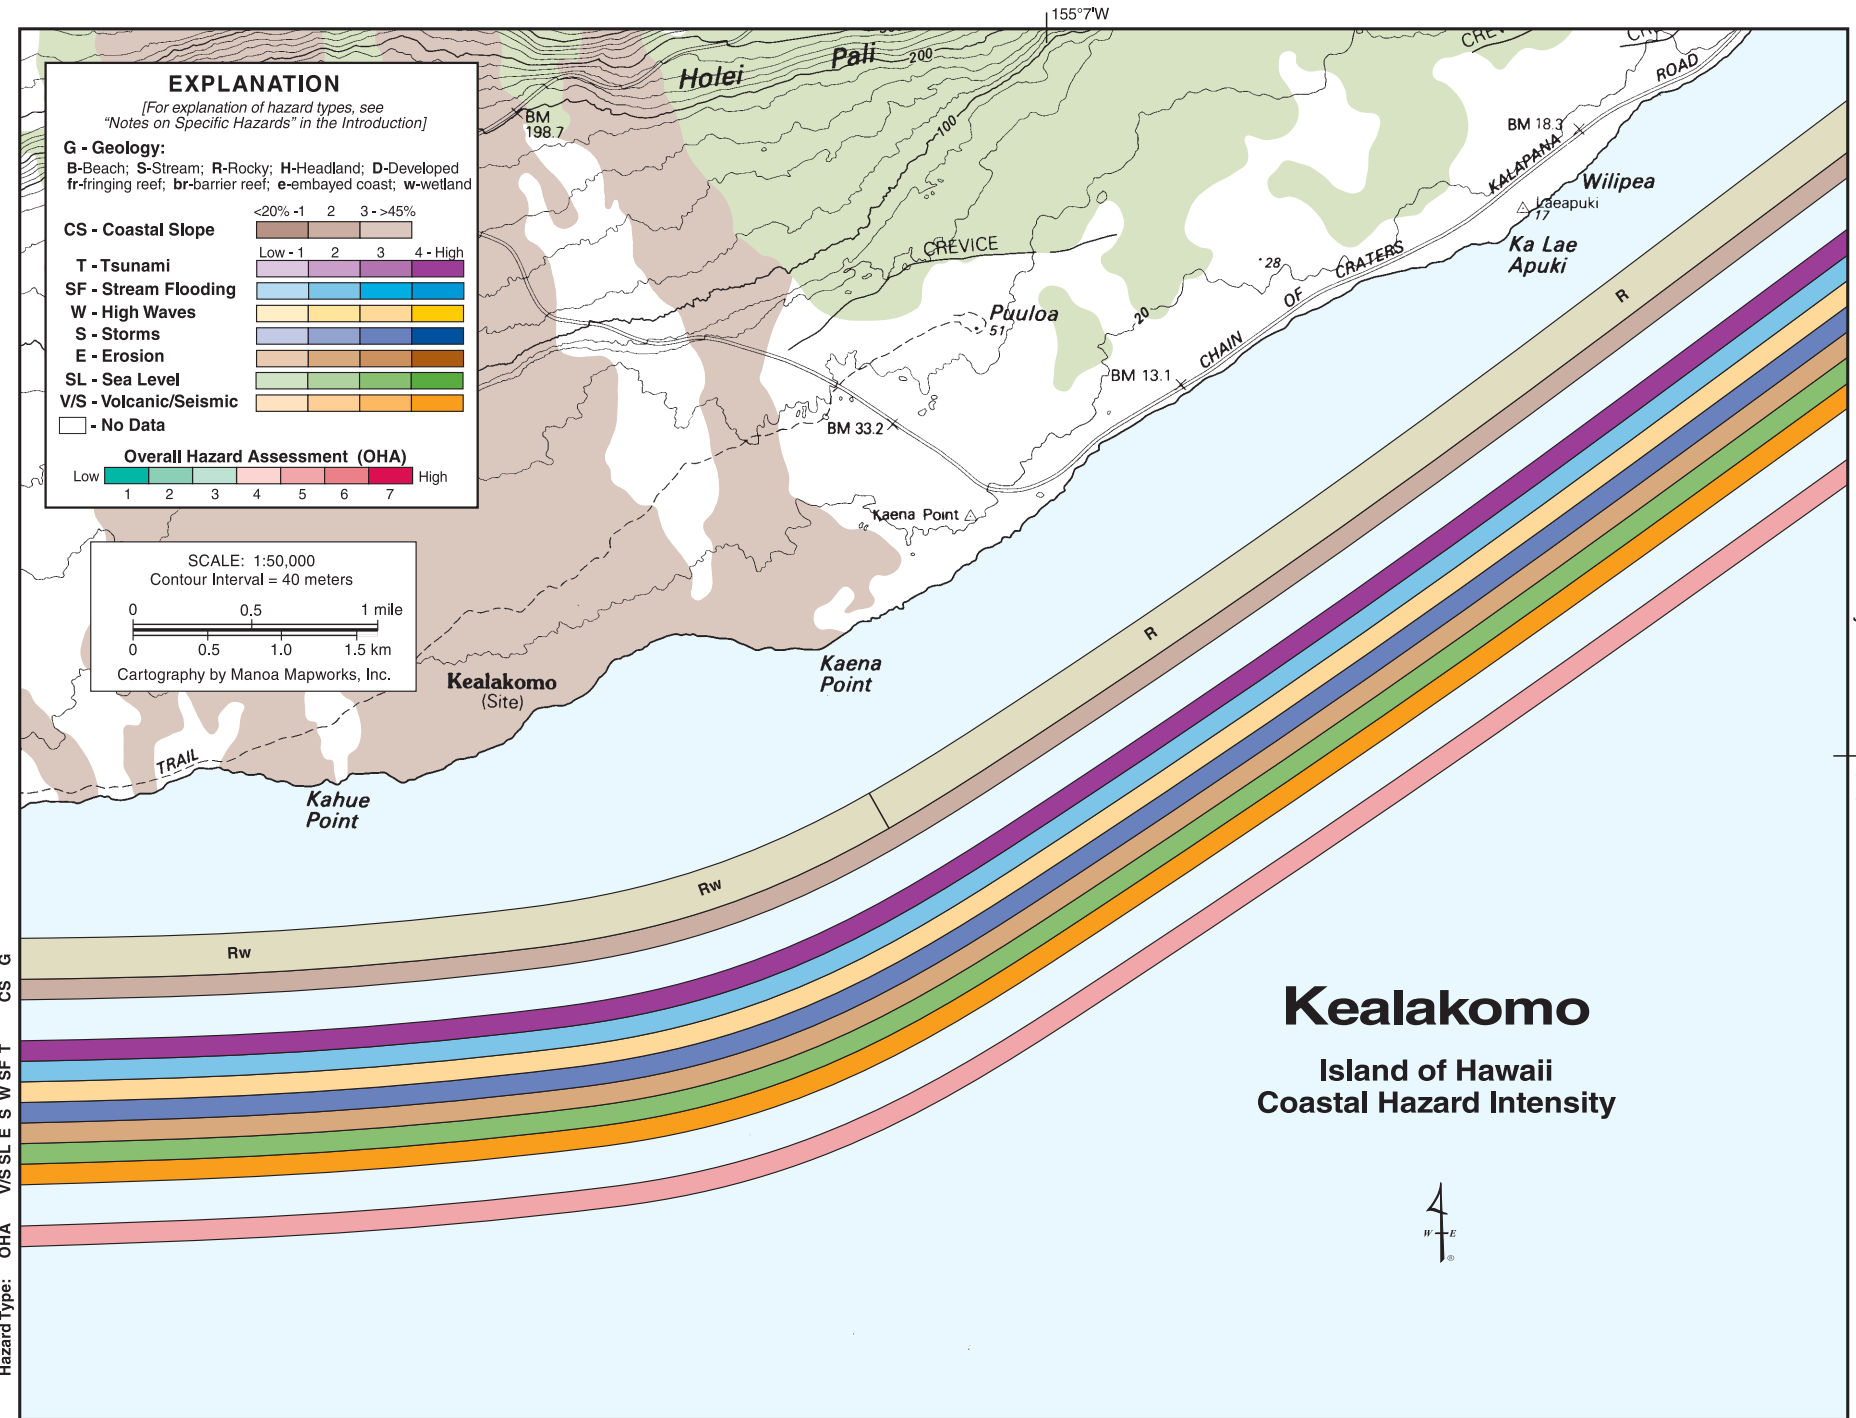 155°7'W
EXPLANATION
[For explanation of hazard types, see
“Notes on Specific Hazards” in the Introduction]
G - Geology:
B-Beach; S-Stream; R-Rocky; H-Headland; D-Developed
fr-fringing reef; br-barrier reef; e-embayed coast; w-wetland
<20% -1 2 3 - >45%
CS - Coastal Slope
Low - 1 2 3 4 - High
T - Tsunami
SF - Stream Flooding
W - High Waves
S - Storms
E - Erosion
SL - Sea Level
V/S - Volcanic/Seismic
- No Data
Overall Hazard Assessment (OHA)
Low High
1 2 3 4 5 6 7
SCALE: 1:50,000
Contour Interval = 40 meters
0 0.5 1 mile
0 0.5 1.0 1.5 km
Cartography by Manoa Mapworks, Inc.
Holei Pali
200
100
BM
198.7
CREVICE
Puuloa
51
20
28
BM 33.2
BM 13.1
BM 18.3
CHAIN OF CRATERS
KALAPANA ROAD
Wilipea
Laeapuki
17
Ka Lae
Apuki
Kaena Point
Kaena
Point
Kealakomo
(Site)
TRAIL
Kahue
Point
R
R
Rw
Rw
Kealakomo
Island of Hawaii
Coastal Hazard Intensity
W E
Hazard Type: OHA V/S SL E S W SF T CS G